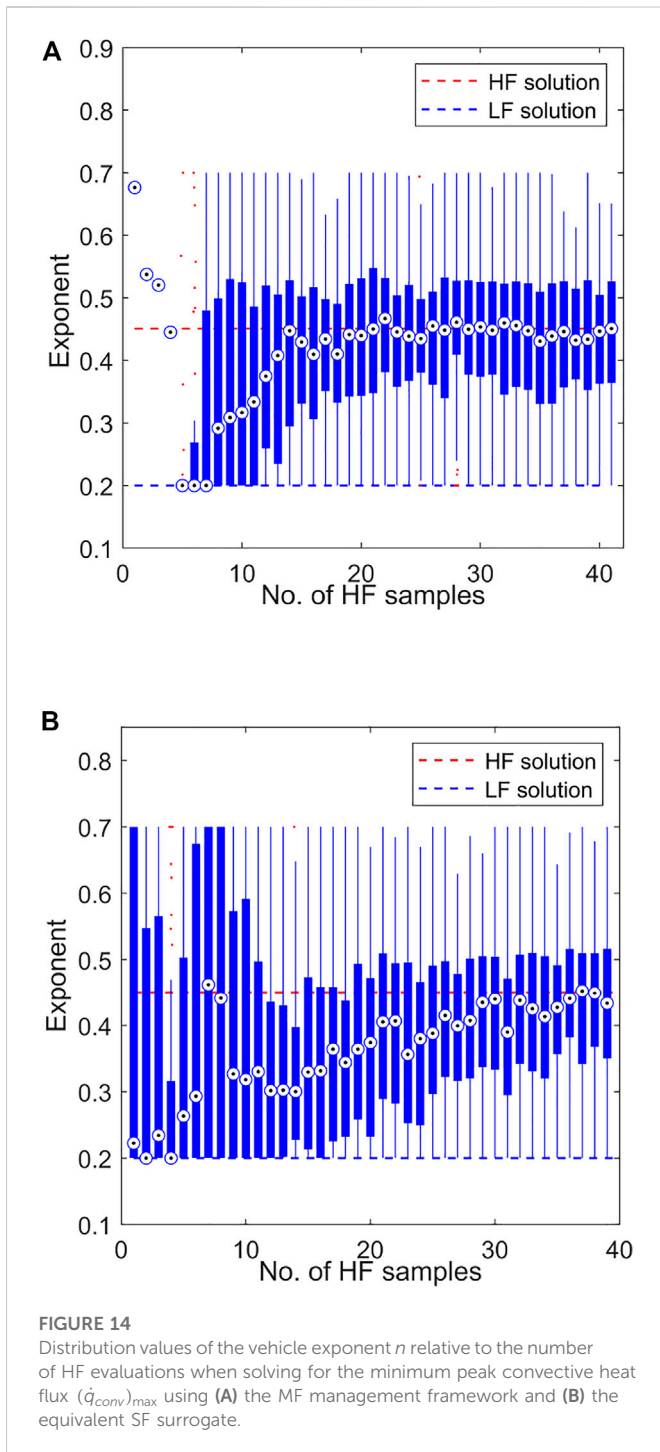 A
0.9
0.8
0.7
0.6
0.5
0.4
0.3
0.2
0.1
Exponent
HF solution
LF solution
0 10 20 30 40
No. of HF samples
B
0.8
0.7
0.6
0.5
0.4
0.3
0.2
0.1
Exponent
HF solution
LF solution
0 10 20 30 40
No. of HF samples
FIGURE 14
Distribution values of the vehicle exponent n relative to the number
of HF evaluations when solving for the minimum peak convective heat
flux (q̇conv)max using (A) the MF management framework and (B) the
equivalent SF surrogate.